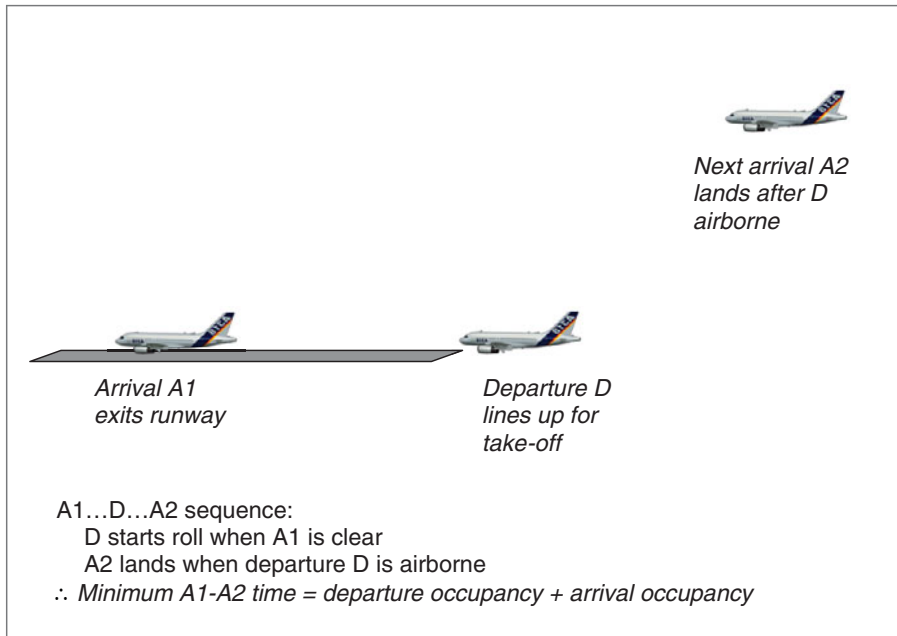 Next arrival A2
lands after D
airborne
Arrival A1
exits runway
Departure D
lines up for
take-off
A1…D…A2 sequence:
D starts roll when A1 is clear
A2 lands when departure D is airborne
∴ Minimum A1-A2 time = departure occupancy + arrival occupancy